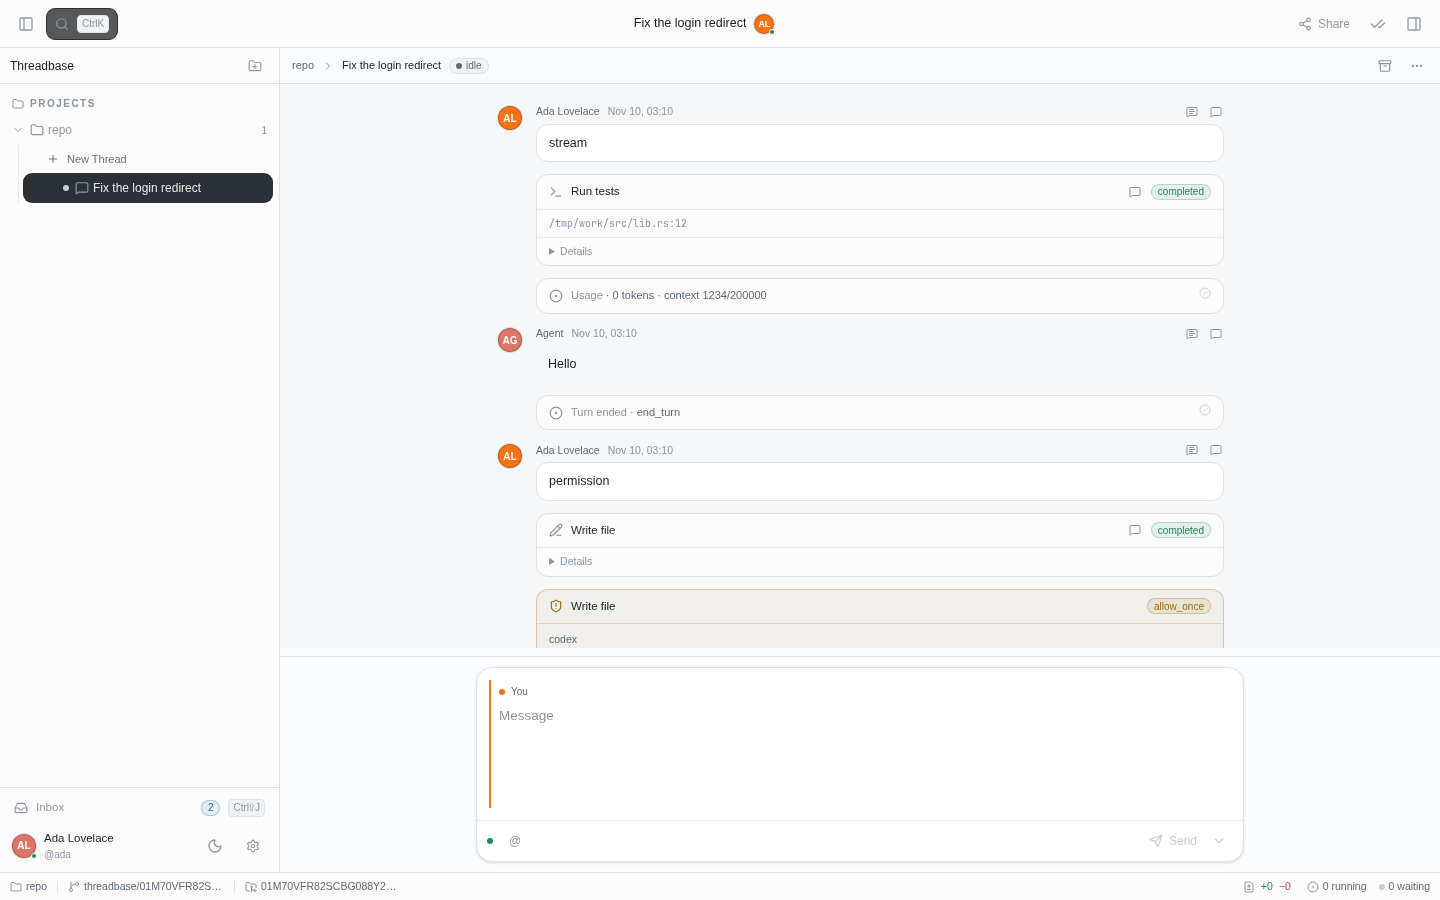 CtrlK
Fix the login redirect AL
Share
Threadbase
repo Fix the login redirect idle
PROJECTS
repo 1
New Thread
Fix the login redirect
AL Ada Lovelace Nov 10, 03:10
stream
Run tests completed
/tmp/work/src/lib.rs:12
Details
Usage · 0 tokens · context 1234/200000
AG Agent Nov 10, 03:10
Hello
Turn ended · end_turn
AL Ada Lovelace Nov 10, 03:10
permission
Write file completed
Details
Write file allow_once
codex
You
Message
@ Send
Inbox 2 Ctrl⇧J
AL Ada Lovelace
@ada
repo threadbase/01M70VFR82S… 01M70VFR82SCBG088Y2… +0 −0 0 running 0 waiting